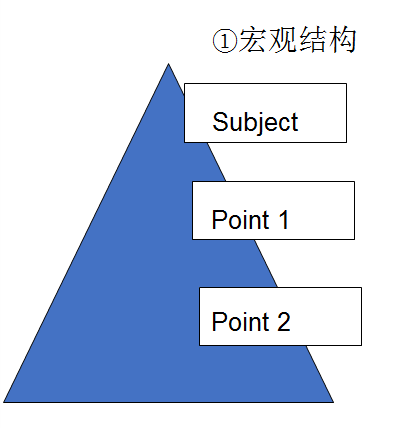 ①宏观结构
Subject
Point 1
Point 2